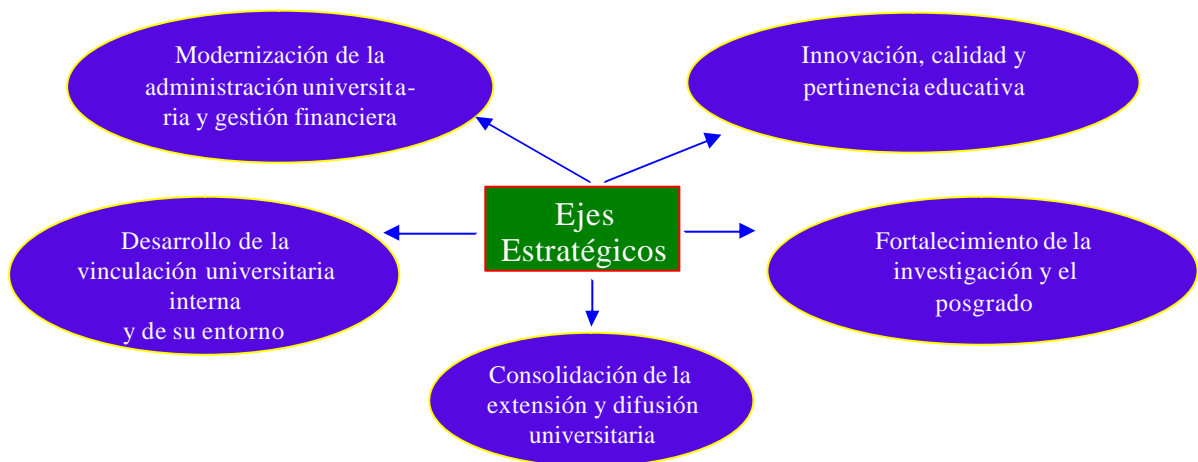 Modernización de la
administración universita-
ria y gestión financiera
Innovación, calidad y
pertinencia educativa
Ejes
Estratégicos
Desarrollo de la
vinculación universitaria
interna
y de su entorno
Fortalecimiento de la
investigación y el
posgrado
Consolidación de la
extensión y difusión
universitaria